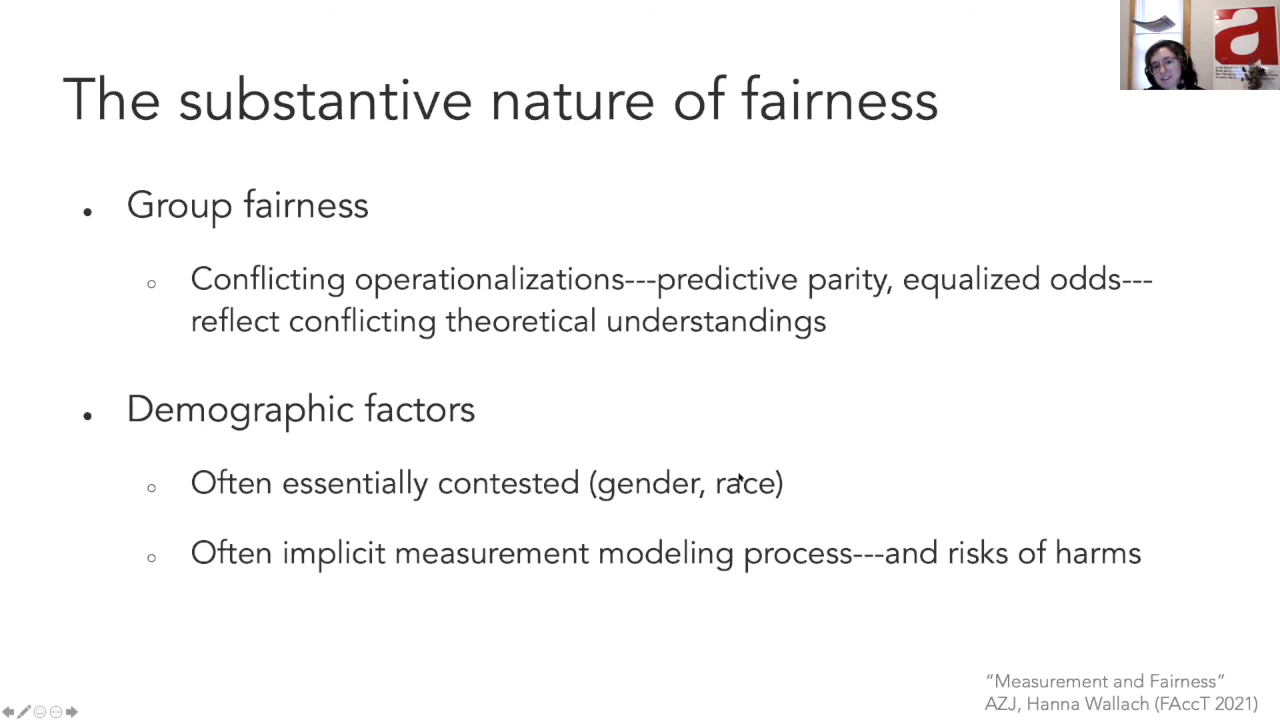 The substantive nature of fairness
• Group fairness
○ Conflicting operationalizations---predictive parity, equalized odds---
reflect conflicting theoretical understandings
• Demographic factors
○ Often essentially contested (gender, race)
○ Often implicit measurement modeling process---and risks of harms
“Measurement and Fairness”
AZJ, Hanna Wallach (FAccT 2021)
a